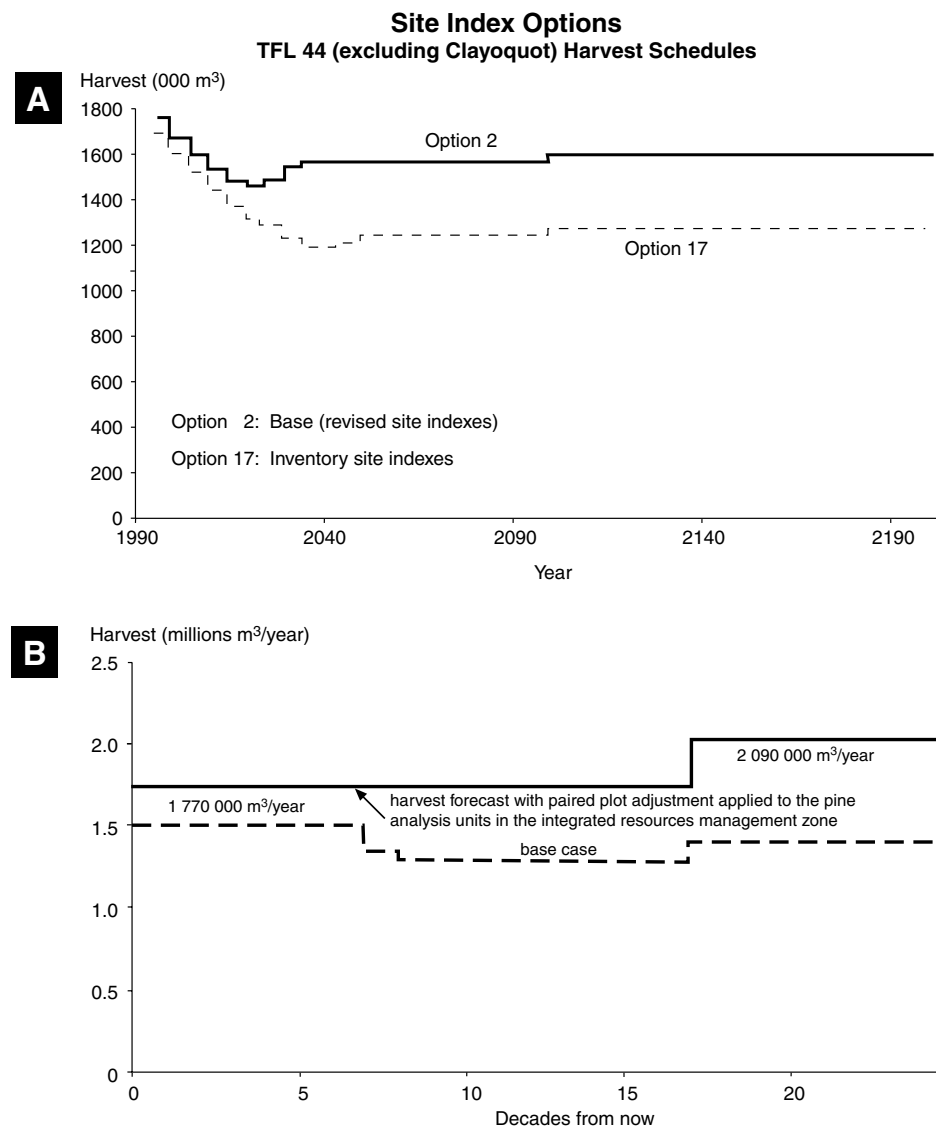 Site Index Options
TFL 44 (excluding Clayoquot) Harvest Schedules
A
Harvest (000 m³)
1800
1600
1400
1200
1000
800
600
400
200
0
Option 2
Option 17
Option 2: Base (revised site indexes)
Option 17: Inventory site indexes
1990 2040 2090 2140 2190
Year
B
Harvest (millions m³/year)
2.5
2.0
1.5
1.0
0.5
0
2 090 000 m³/year
1 770 000 m³/year
harvest forecast with paired plot adjustment applied to the pine
analysis units in the integrated resources management zone
base case
0 5 10 15 20
Decades from now